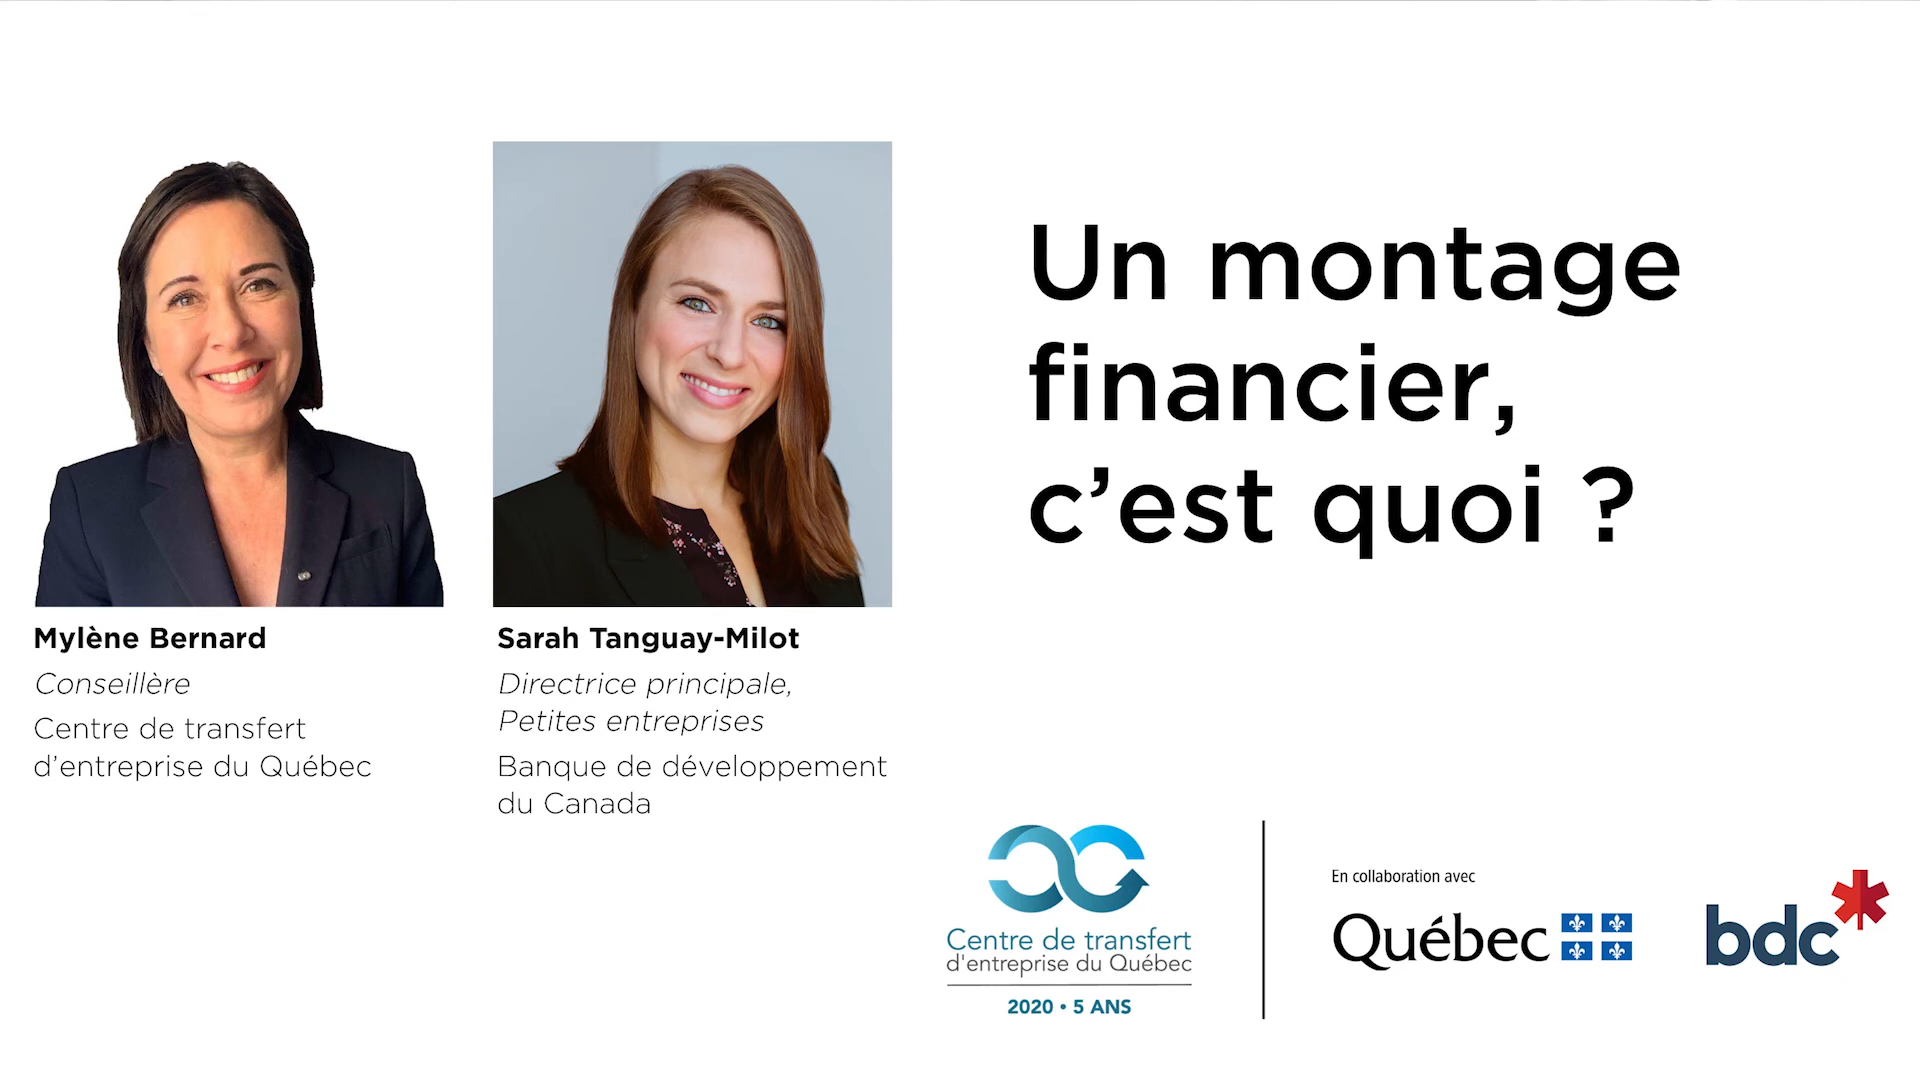 Un montage
financier,
c’est quoi ?
Mylène Bernard
Conseillère
Centre de transfert
d’entreprise du Québec
Sarah Tanguay-Milot
Directrice principale,
Petites entreprises
Banque de développement
du Canada
Centre de transfert
d'entreprise du Québec
2020 • 5 ANS
En collaboration avec
Québec
bdc